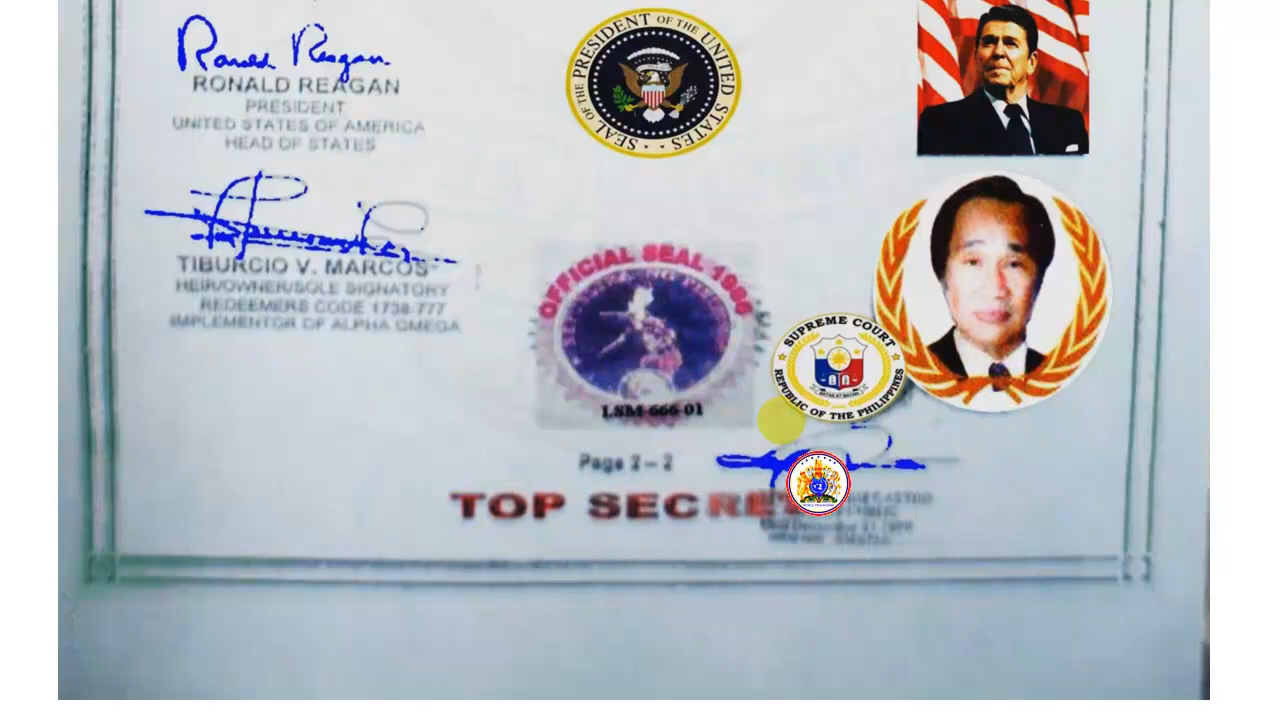 Ronald Reagan
RONALD REAGAN
PRESIDENT
UNITED STATES OF AMERICA
HEAD OF STATES
SEAL OF THE PRESIDENT OF THE UNITED STATES
TIBURCIO V. MARCOS
HEIR/OWNER/SOLE SIGNATORY
REDEEMERS CODE 1738-777
IMPLEMENTOR OF ALPHA OMEGA
OFFICIAL SEAL
LSM-666-01
SUPREME COURT
REPUBLIC OF THE PHILIPPINES
Page 2-2
TOP SECRE